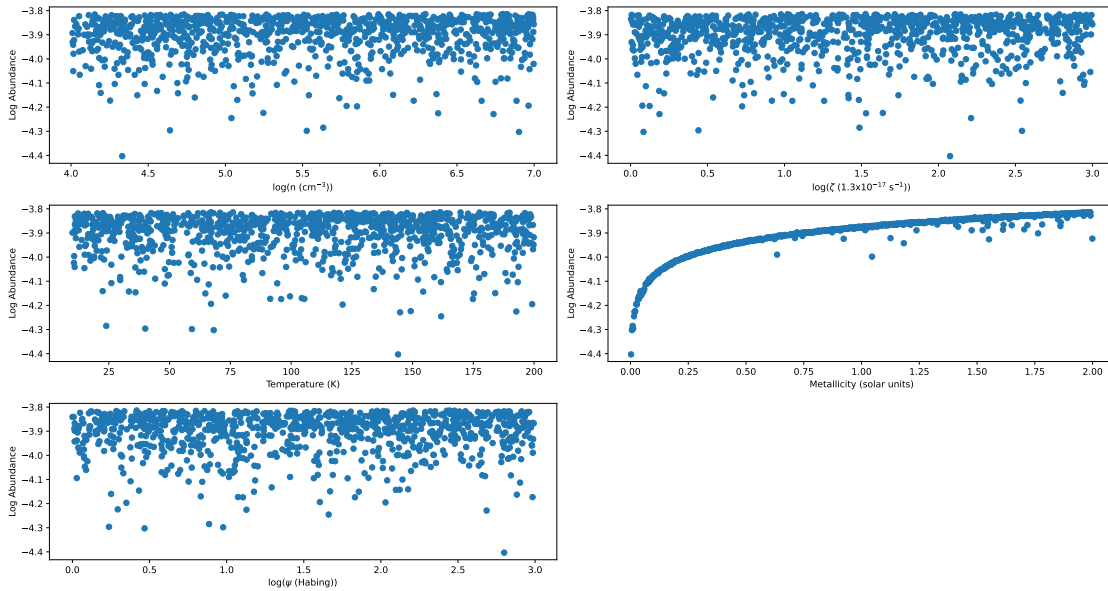 Log Abundance
−3.8
−3.9
−4.0
−4.1
−4.2
−4.3
−4.4
4.0 4.5 5.0 5.5 6.0 6.5 7.0
log(n (cm⁻³))
Log Abundance
−3.8
−3.9
−4.0
−4.1
−4.2
−4.3
−4.4
0.0 0.5 1.0 1.5 2.0 2.5 3.0
log(ζ (1.3x10⁻¹⁷ s⁻¹))
Log Abundance
−3.8
−3.9
−4.0
−4.1
−4.2
−4.3
−4.4
25 50 75 100 125 150 175 200
Temperature (K)
Log Abundance
−3.8
−3.9
−4.0
−4.1
−4.2
−4.3
−4.4
0.00 0.25 0.50 0.75 1.00 1.25 1.50 1.75 2.00
Metallicity (solar units)
Log Abundance
−3.8
−3.9
−4.0
−4.1
−4.2
−4.3
−4.4
0.0 0.5 1.0 1.5 2.0 2.5 3.0
log(ψ (Habing))